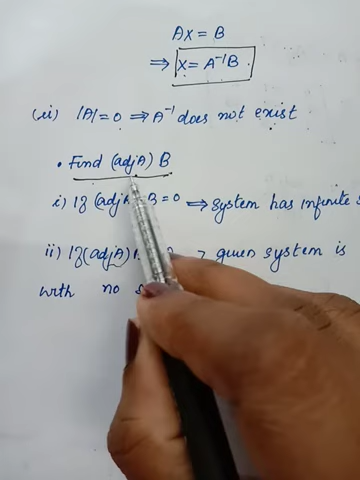 AX = B
⇒ X = A⁻¹B
(ii) |A| = 0 ⇒ A⁻¹ does not exist
• Find (adjA) B
i) If (adjA) B = 0 ⇒ System has infinite
ii) If (adjA) given system is
with no